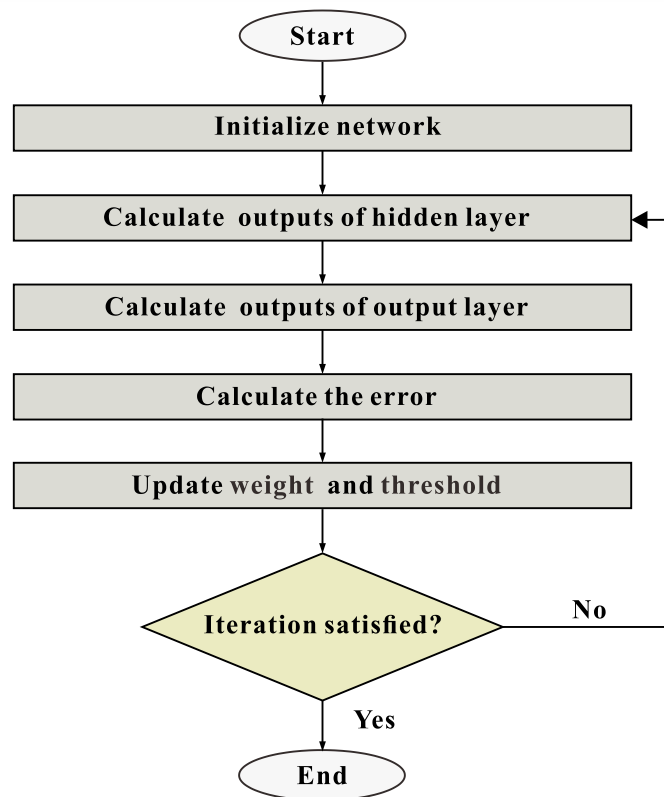 Start
Initialize network
Calculate outputs of hidden layer
Calculate outputs of output layer
Calculate the error
Update weight and threshold
Iteration satisfied?
No
Yes
End